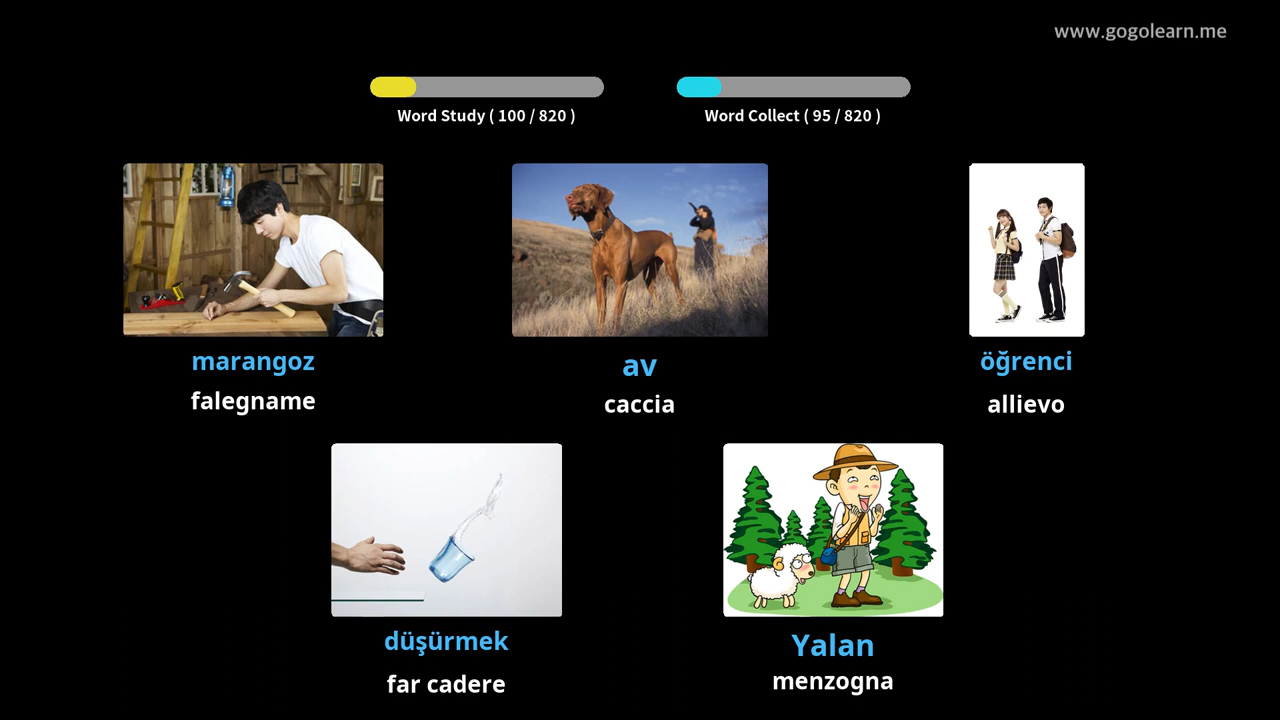 www.gogolearn.me
Word Study ( 100 / 820 )
Word Collect ( 95 / 820 )
marangoz
falegname
av
caccia
öğrenci
allievo
düşürmek
far cadere
Yalan
menzogna